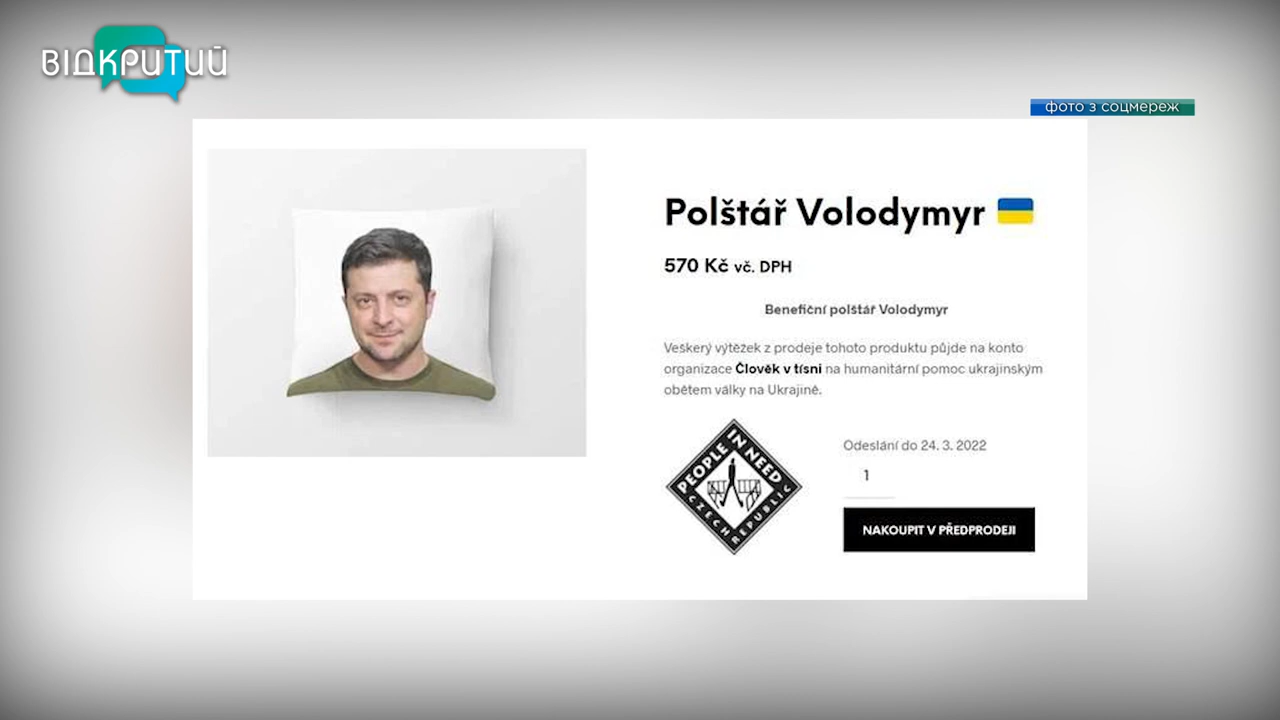 ВІДКРИТИЙ
фото з соцмереж
Polštář Volodymyr
570 Kč vč. DPH
Benefiční polštář Volodymyr
Veškerý výtěžek z prodeje tohoto produktu půjde na konto
organizace Člověk v tísni na humanitární pomoc ukrajinským
obětem války na Ukrajině.
PEOPLE IN NEED
CZECH REPUBLIC
Odeslání do 24. 3. 2022
1
NAKOUPIT V PŘEDPRODEJI